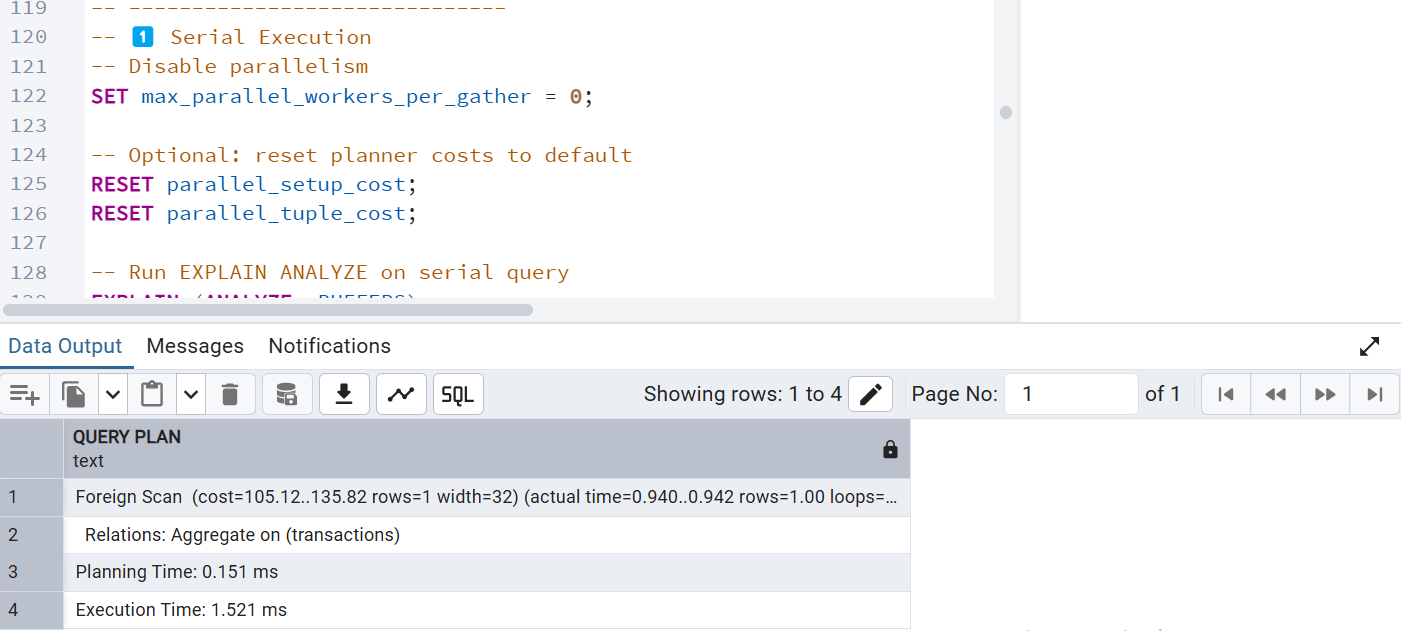 119 -- ------------------------------
120 -- 1️⃣ Serial Execution
121 -- Disable parallelism
122 SET max_parallel_workers_per_gather = 0;
123
124 -- Optional: reset planner costs to default
125 RESET parallel_setup_cost;
126 RESET parallel_tuple_cost;
127
128 -- Run EXPLAIN ANALYZE on serial query
129 EXPLAIN (ANALYZE, BUFFERS)
Data Output Messages Notifications
SQL Showing rows: 1 to 4 Page No: 1 of 1
QUERY PLAN
text
1 Foreign Scan (cost=105.12..135.82 rows=1 width=32) (actual time=0.940..0.942 rows=1.00 loops=...
2 Relations: Aggregate on (transactions)
3 Planning Time: 0.151 ms
4 Execution Time: 1.521 ms